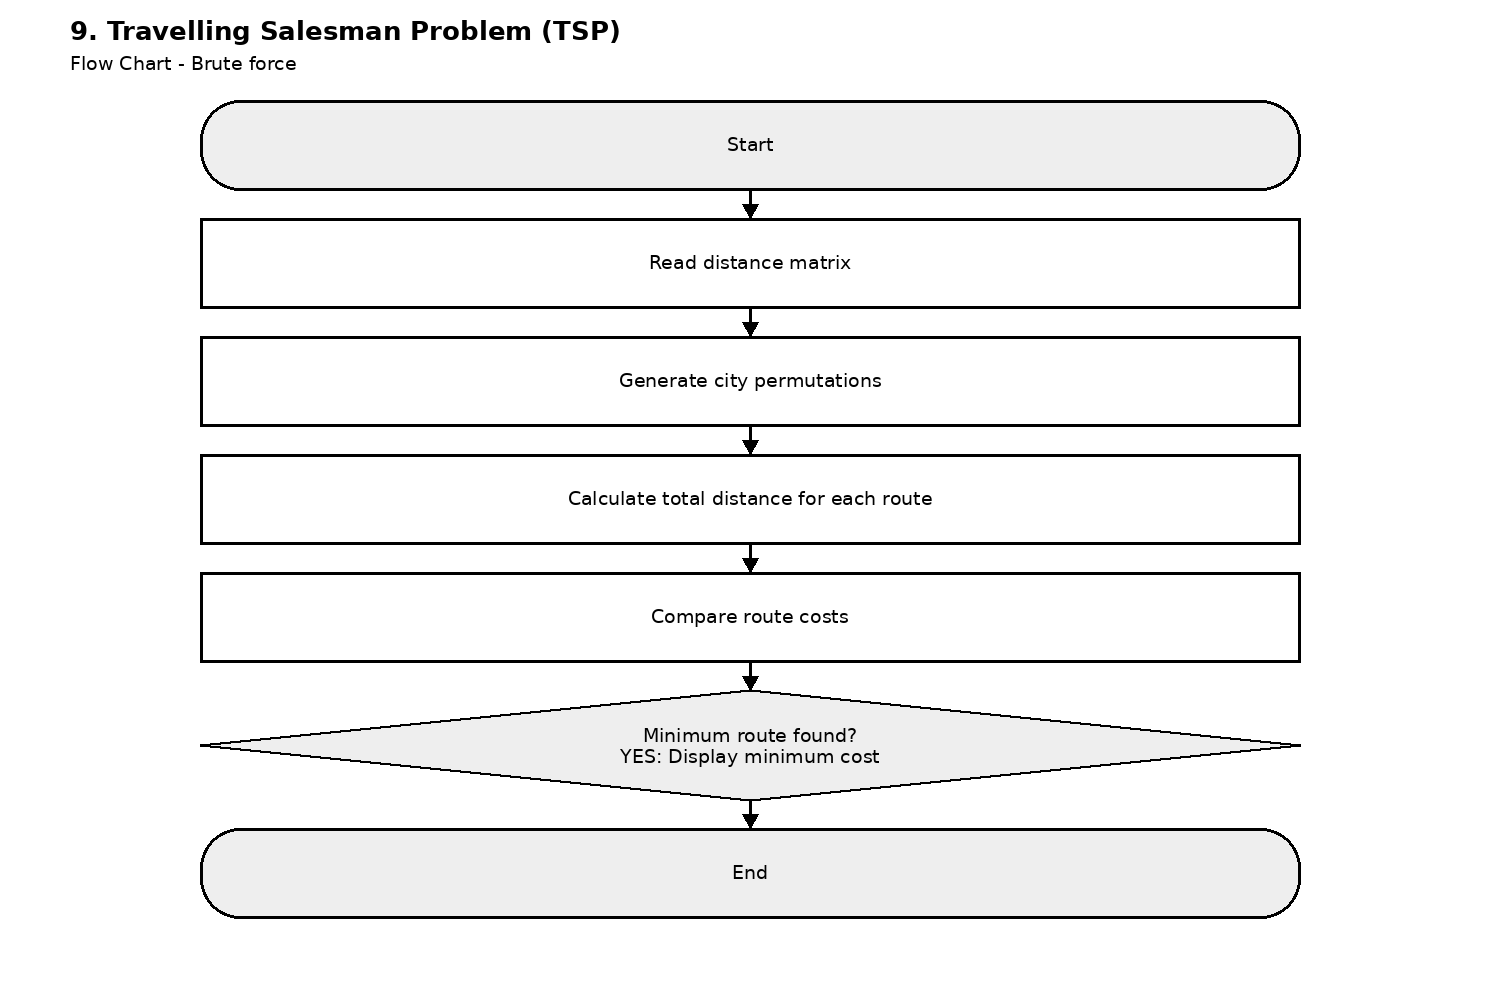 9. Travelling Salesman Problem (TSP)
Flow Chart - Brute force
Start
Read distance matrix
Generate city permutations
Calculate total distance for each route
Compare route costs
Minimum route found?
YES: Display minimum cost
End